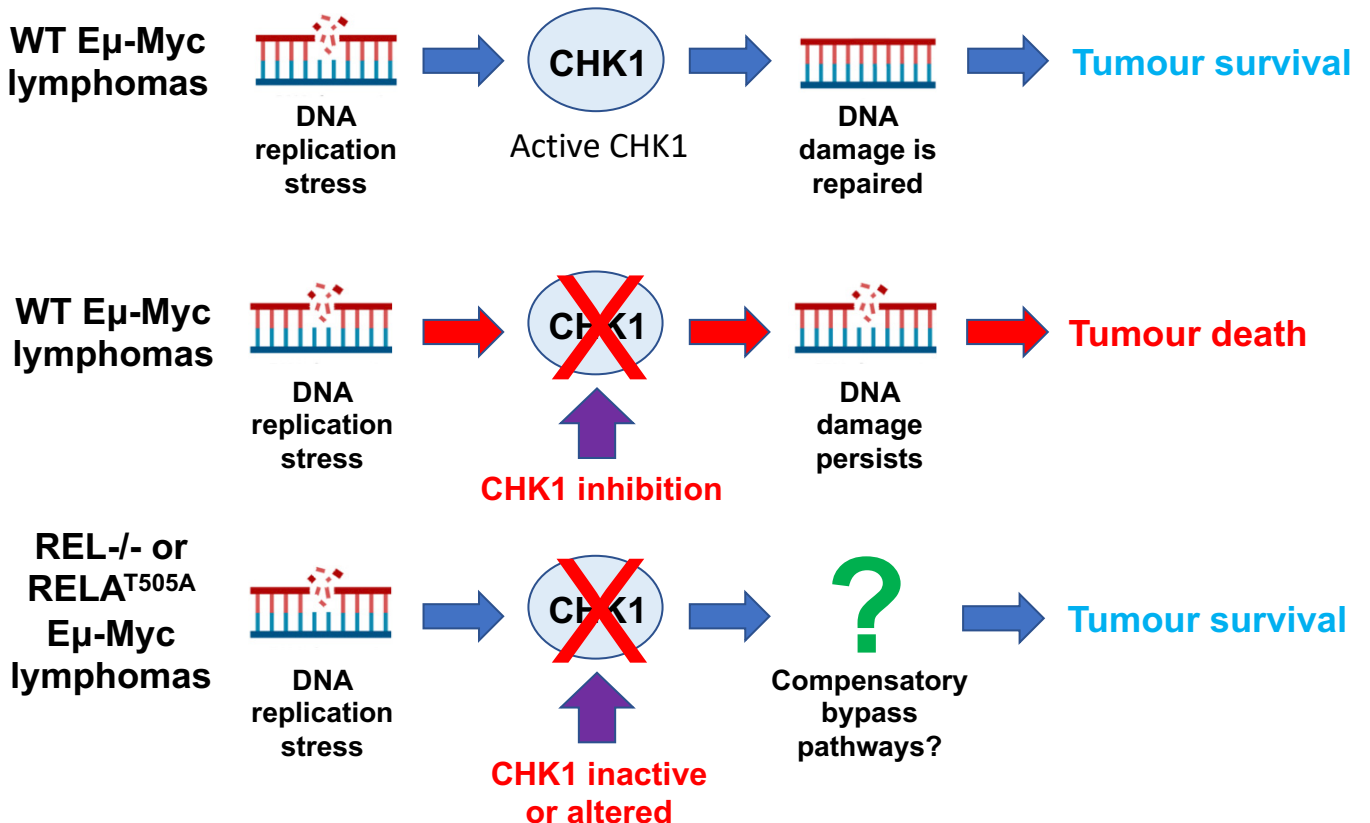 WT Eμ-Myc
lymphomas
DNA
replication
stress
CHK1
Active CHK1
DNA
damage is
repaired
Tumour survival
WT Eμ-Myc
lymphomas
DNA
replication
stress
CHK1
CHK1 inhibition
DNA
damage
persists
Tumour death
REL-/- or
RELAT505A
Eμ-Myc
lymphomas
DNA
replication
stress
CHK1
CHK1 inactive
or altered
?
Compensatory
bypass
pathways?
Tumour survival